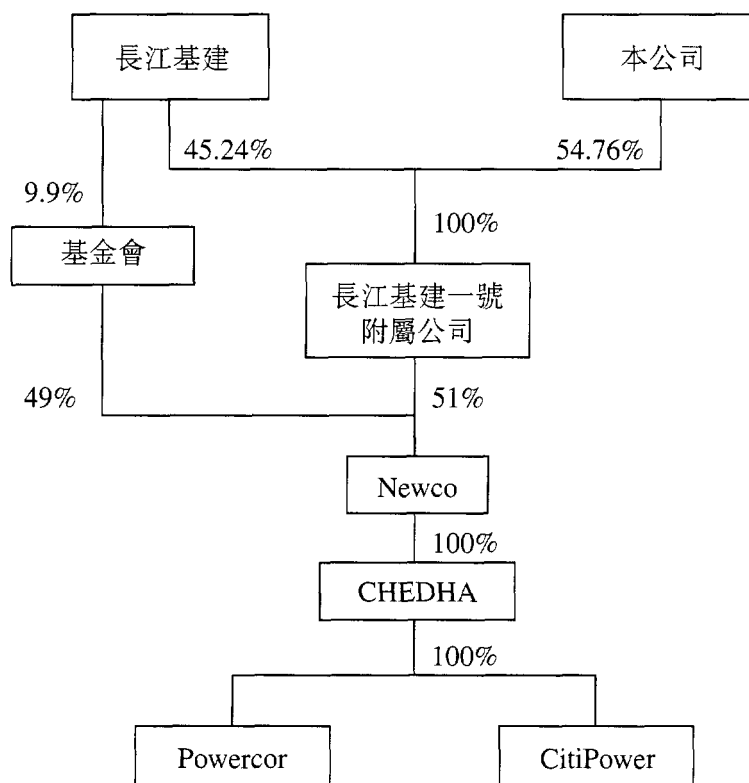 長江基建
本公司
45.24%
54.76%
9.9%
100%
基金會
長江基建一號
附屬公司
49%
51%
Newco
100%
CHEDHA
100%
Powercor
CitiPower